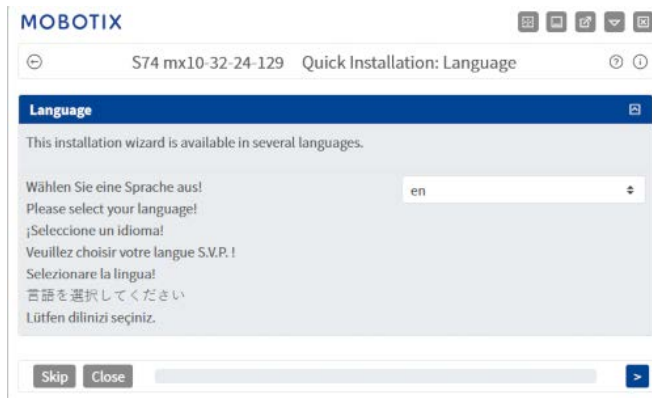 MOBOTIX
S74 mx10-32-24-129 Quick Installation: Language
Language
This installation wizard is available in several languages.
Wählen Sie eine Sprache aus!
en
Please select your language!
¡Seleccione un idioma!
Veuillez choisir votre langue S.V.P. !
Selezionare la lingua!
言語を選択してください
Lütfen dilinizi seçiniz.
Skip Close >